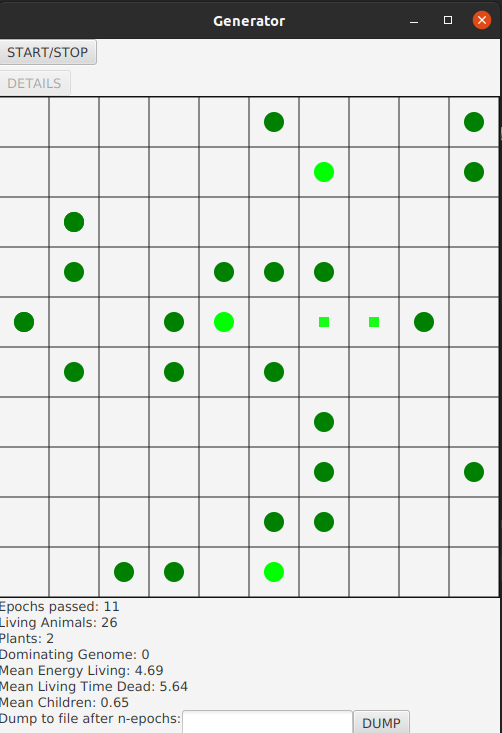 Generator
START/STOP
DETAILS
Epochs passed: 11
Living Animals: 26
Plants: 2
Dominating Genome: 0
Mean Energy Living: 4.69
Mean Living Time Dead: 5.64
Mean Children: 0.65
Dump to file after n-epochs:
DUMP